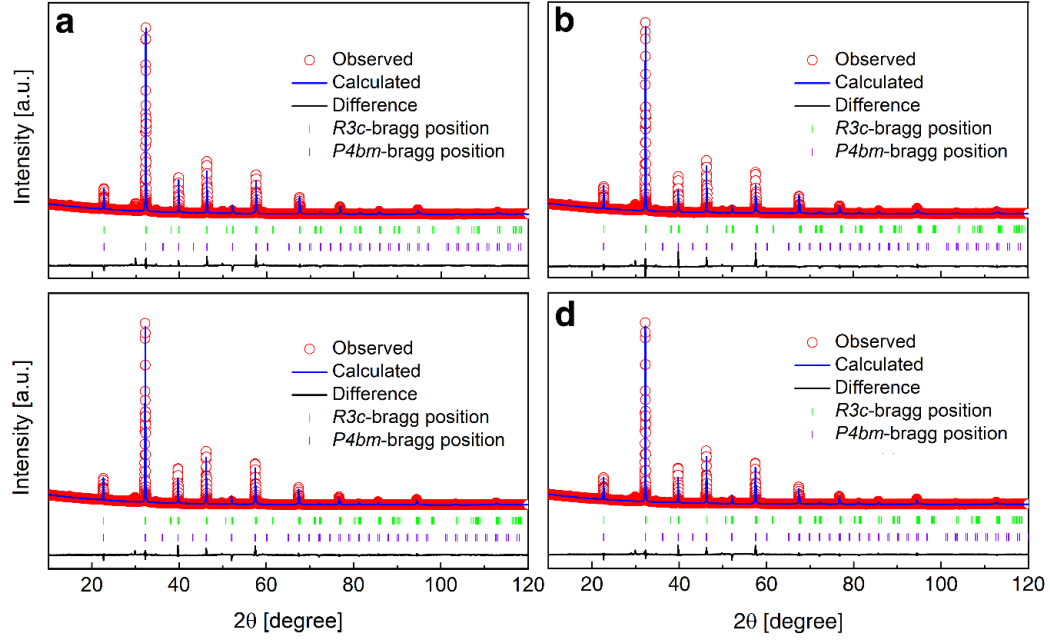 a
Intensity [a.u.]
Observed
Calculated
Difference
R3c-bragg position
P4bm-bragg position
b
Intensity [a.u.]
Observed
Calculated
Difference
R3c-bragg position
P4bm-bragg position
Intensity [a.u.]
Observed
Calculated
Difference
R3c-bragg position
P4bm-bragg position
20 40 60 80 100 120
2θ [degree]
d
Intensity [a.u.]
Observed
Calculated
Difference
R3c-bragg position
P4bm-bragg position
20 40 60 80 100 120
2θ [degree]